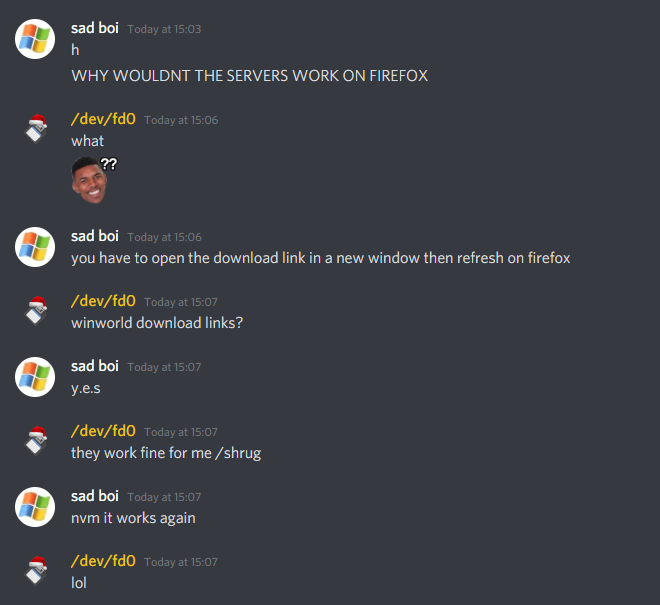 sad boi Today at 15:03
h
WHY WOULDNT THE SERVERS WORK ON FIREFOX
/dev/fd0 Today at 15:06
what
??
sad boi Today at 15:06
you have to open the download link in a new window then refresh on firefox
/dev/fd0 Today at 15:07
winworld download links?
sad boi Today at 15:07
y.e.s
/dev/fd0 Today at 15:07
they work fine for me /shrug
sad boi Today at 15:07
nvm it works again
/dev/fd0 Today at 15:07
lol